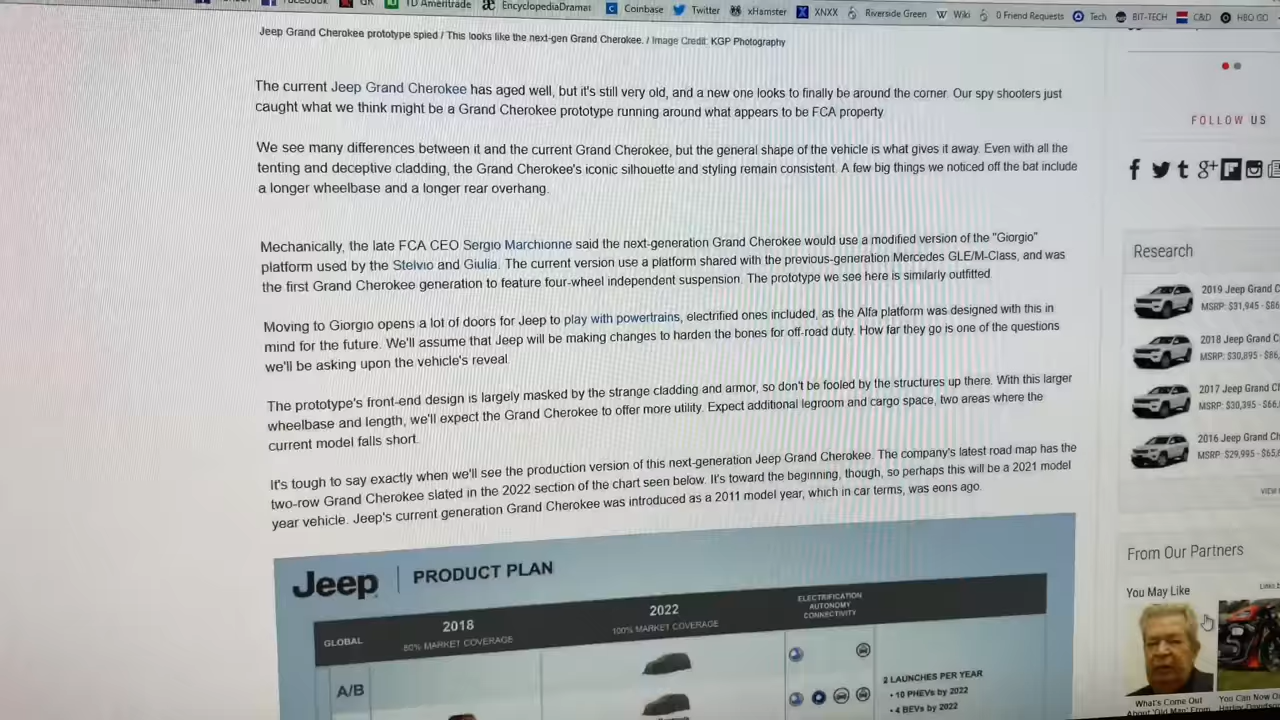 Facebook
TD Ameritrade
EncyclopediaDramat
Coinbase
Twitter
xHamster
XNXX
Riverside Green
Wiki
0 Friend Requests
Tech
BIT-TECH
C&D
HBO GO
Jeep Grand Cherokee prototype spied / This looks like the next-gen Grand Cherokee. / Image Credit: KGP Photography
The current Jeep Grand Cherokee has aged well, but it's still very old, and a new one looks to finally be around the corner. Our spy shooters just
caught what we think might be a Grand Cherokee prototype running around what appears to be FCA property.
We see many differences between it and the current Grand Cherokee, but the general shape of the vehicle is what gives it away. Even with all the
tenting and deceptive cladding, the Grand Cherokee's iconic silhouette and styling remain consistent. A few big things we noticed off the bat include
a longer wheelbase and a longer rear overhang.
Mechanically, the late FCA CEO Sergio Marchionne said the next-generation Grand Cherokee would use a modified version of the "Giorgio"
platform used by the Stelvio and Giulia. The current version use a platform shared with the previous-generation Mercedes GLE/M-Class, and was
the first Grand Cherokee generation to feature four-wheel independent suspension. The prototype we see here is similarly outfitted.
Moving to Giorgio opens a lot of doors for Jeep to play with powertrains, electrified ones included, as the Alfa platform was designed with this in
mind for the future. We'll assume that Jeep will be making changes to harden the bones for off-road duty. How far they go is one of the questions
we'll be asking upon the vehicle's reveal.
The prototype's front-end design is largely masked by the strange cladding and armor, so don't be fooled by the structures up there. With this larger
wheelbase and length, we'll expect the Grand Cherokee to offer more utility. Expect additional legroom and cargo space, two areas where the
current model falls short.
It's tough to say exactly when we'll see the production version of this next-generation Jeep Grand Cherokee. The company's latest road map has the
two-row Grand Cherokee slated in the 2022 section of the chart seen below. It's toward the beginning, though, so perhaps this will be a 2021 model
year vehicle. Jeep's current generation Grand Cherokee was introduced as a 2011 model year, which in car terms, was eons ago.
Jeep PRODUCT PLAN
GLOBAL
2018
80% MARKET COVERAGE
2022
100% MARKET COVERAGE
ELECTRIFICATION
AUTONOMY
CONNECTIVITY
A/B
2 LAUNCHES PER YEAR
• 10 PHEVs by 2022
• 4 BEVs by 2022
FOLLOW US
Research
2019 Jeep Grand C
MSRP: $31,945 - $86
2018 Jeep Grand C
MSRP: $30,895 - $86,
2017 Jeep Grand Ch
MSRP: $30,395 - $66,
2016 Jeep Grand Ch
MSRP: $29,995 - $65,
VIEW
From Our Partners
You May Like
Links
What's Come Out
About 'Old Man' From
You Can Now O
Harley-Davidson